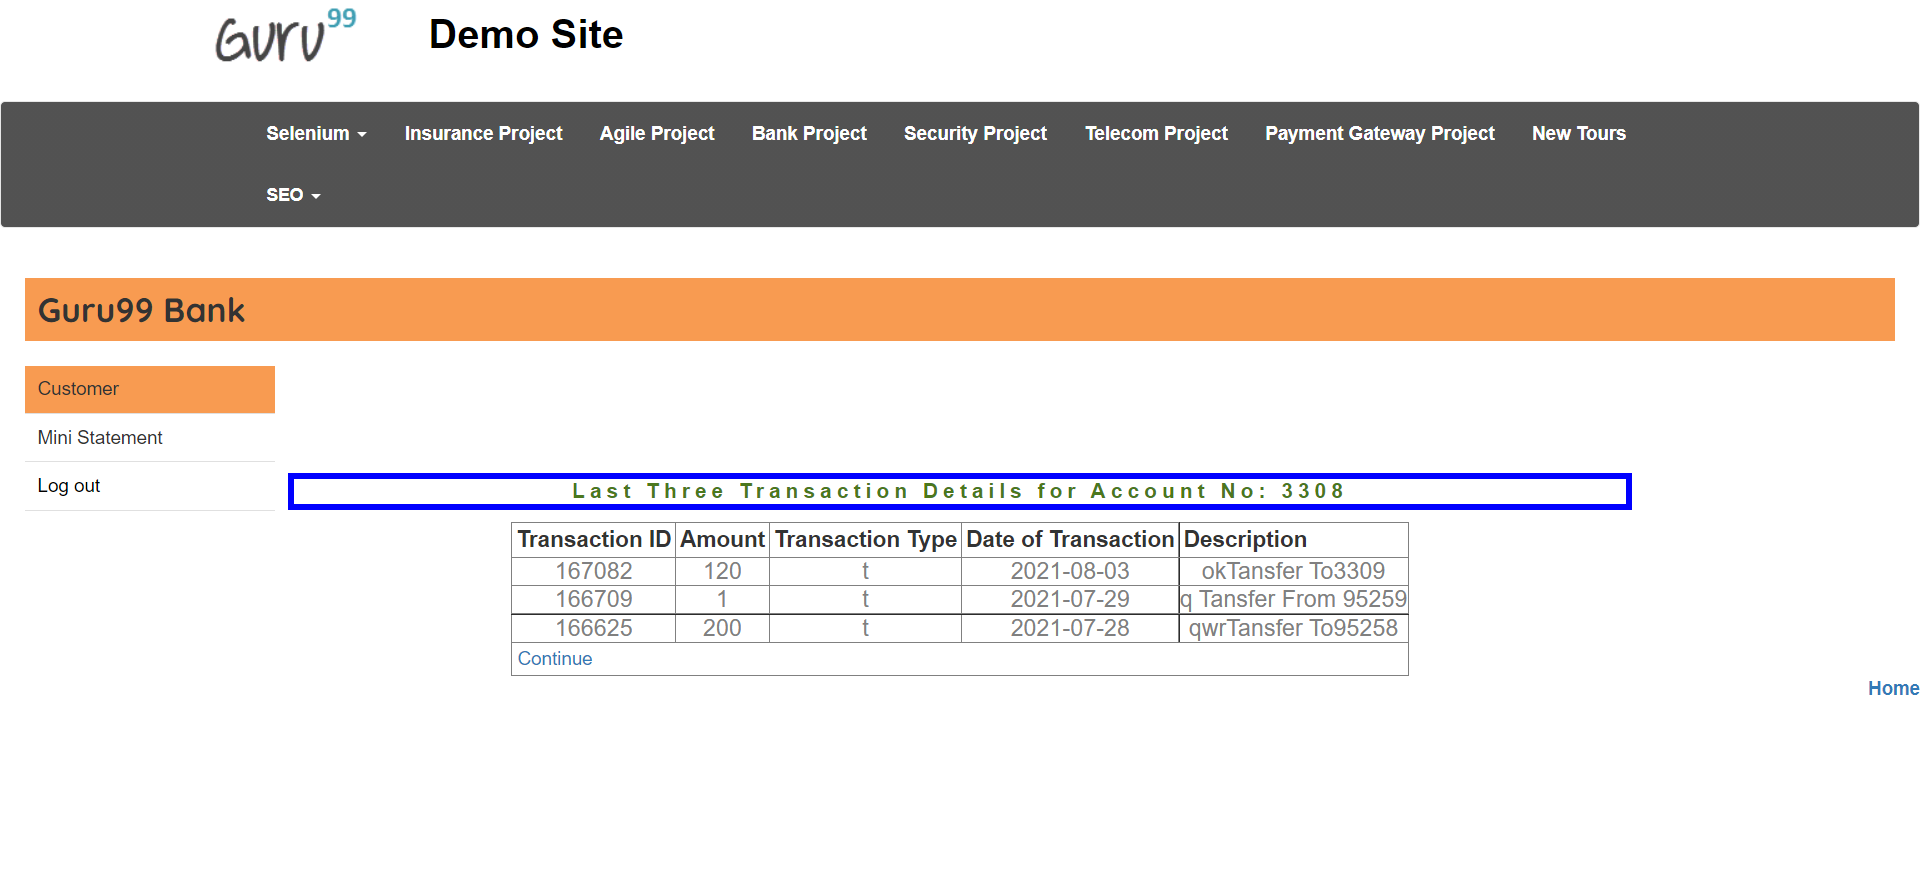 Guru99 Demo Site
Selenium Insurance Project Agile Project Bank Project Security Project Telecom Project Payment Gateway Project New Tours
SEO
Guru99 Bank
Customer
Mini Statement
Log out
Last Three Transaction Details for Account No: 3308
Transaction ID Amount Transaction Type Date of Transaction Description
167082 120 t 2021-08-03 okTansfer To3309
166709 1 t 2021-07-29 q Tansfer From 95259
166625 200 t 2021-07-28 qwrTansfer To95258
Continue
Home